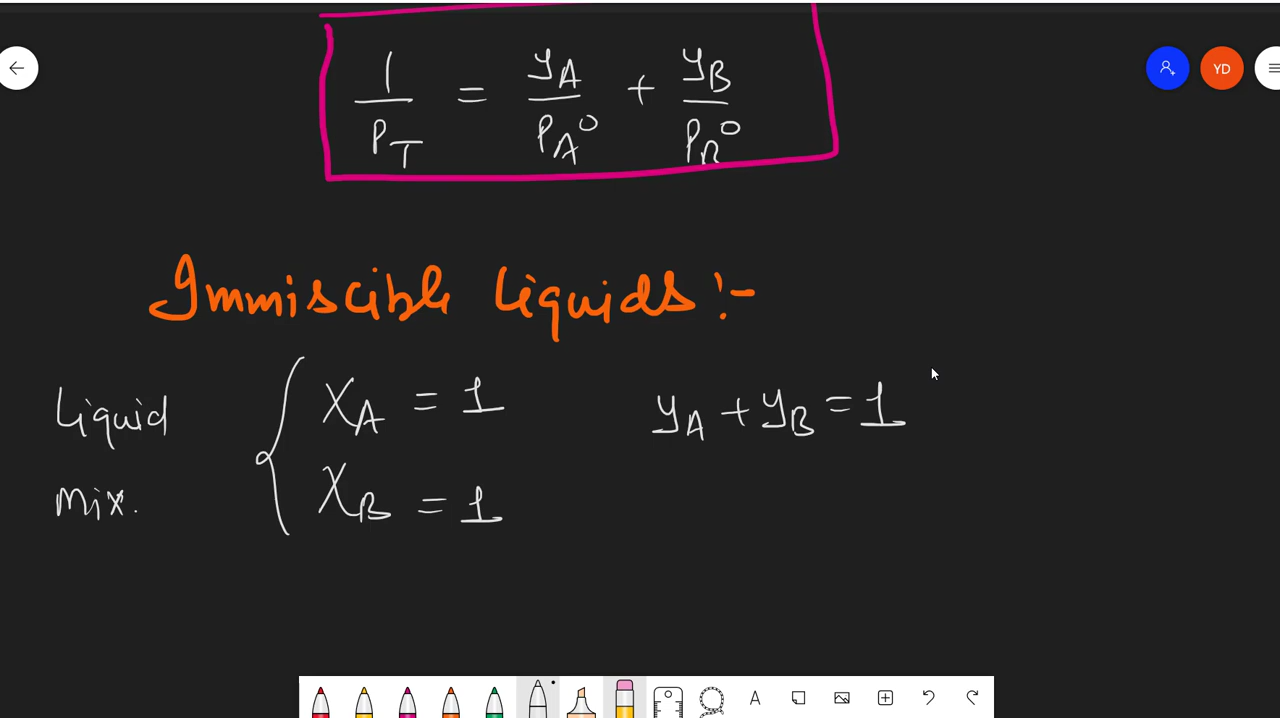 1/P_T = y_A/P_A° + y_B/P_B°
YD
Immiscible Liquids :-
Liquid
Mix.
X_A = 1
X_B = 1
y_A + y_B = 1
A